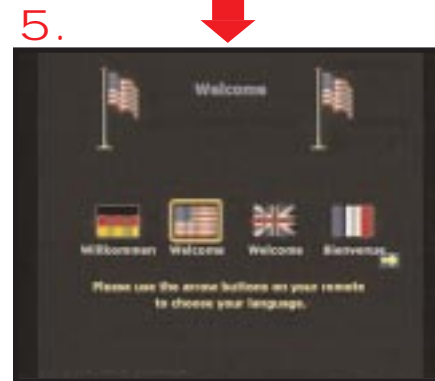 5.
Welcome
Willkommen Welcome Welcome Bienvenue
Please use the arrow buttons on your remote
to choose your language.